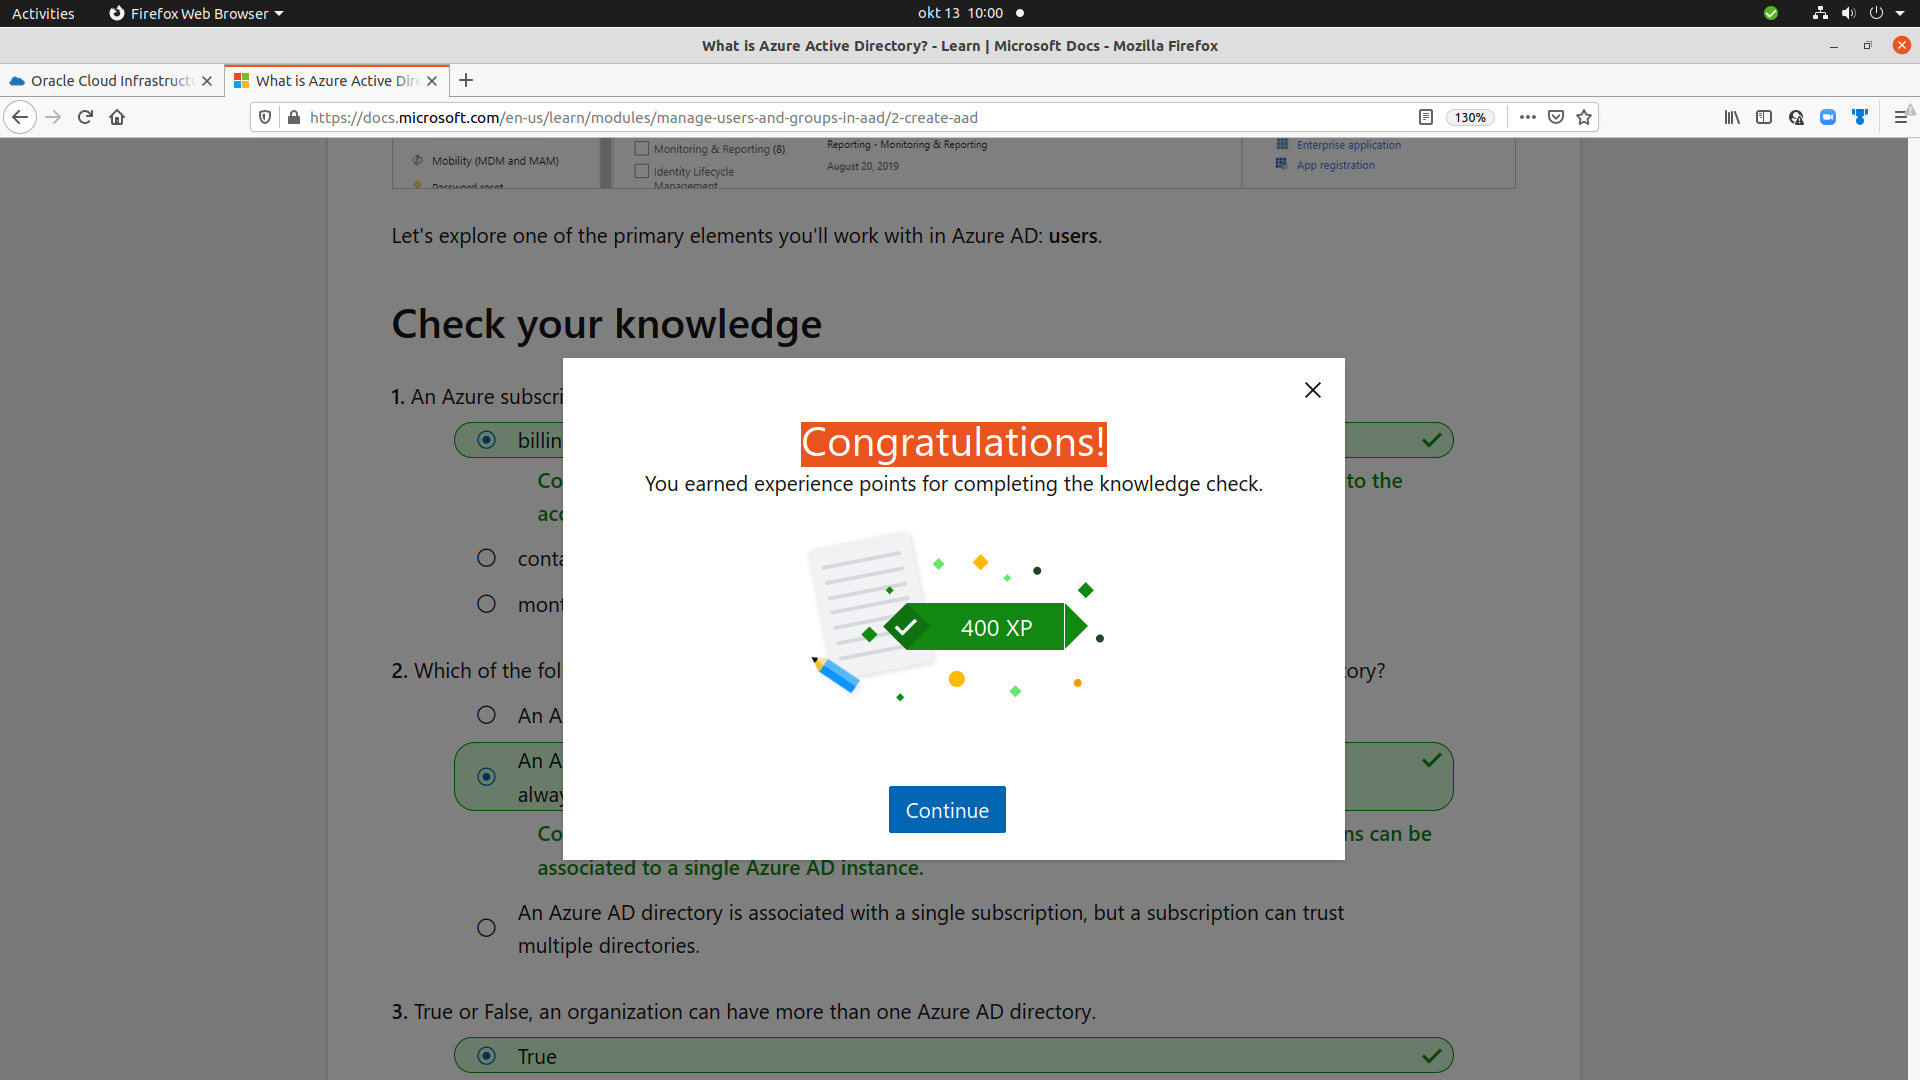 Activities Firefox Web Browser okt 13 10:00
What is Azure Active Directory? - Learn | Microsoft Docs - Mozilla Firefox
Oracle Cloud Infrastruct What is Azure Active Dire
https://docs.microsoft.com/en-us/learn/modules/manage-users-and-groups-in-aad/2-create-aad 130%
Mobility (MDM and MAM)
Password reset
Monitoring & Reporting (8)
Identity Lifecycle
Management
Reporting - Monitoring & Reporting
August 20, 2019
Enterprise application
App registration
Let's explore one of the primary elements you'll work with in Azure AD: users.
Check your knowledge
1. An Azure subscri
billin
Co to the
acc
conta
mont
Congratulations!
You earned experience points for completing the knowledge check.
400 XP
Continue
2. Which of the fol ory?
An A
An A
alway
Co ns can be
associated to a single Azure AD instance.
An Azure AD directory is associated with a single subscription, but a subscription can trust
multiple directories.
3. True or False, an organization can have more than one Azure AD directory.
True